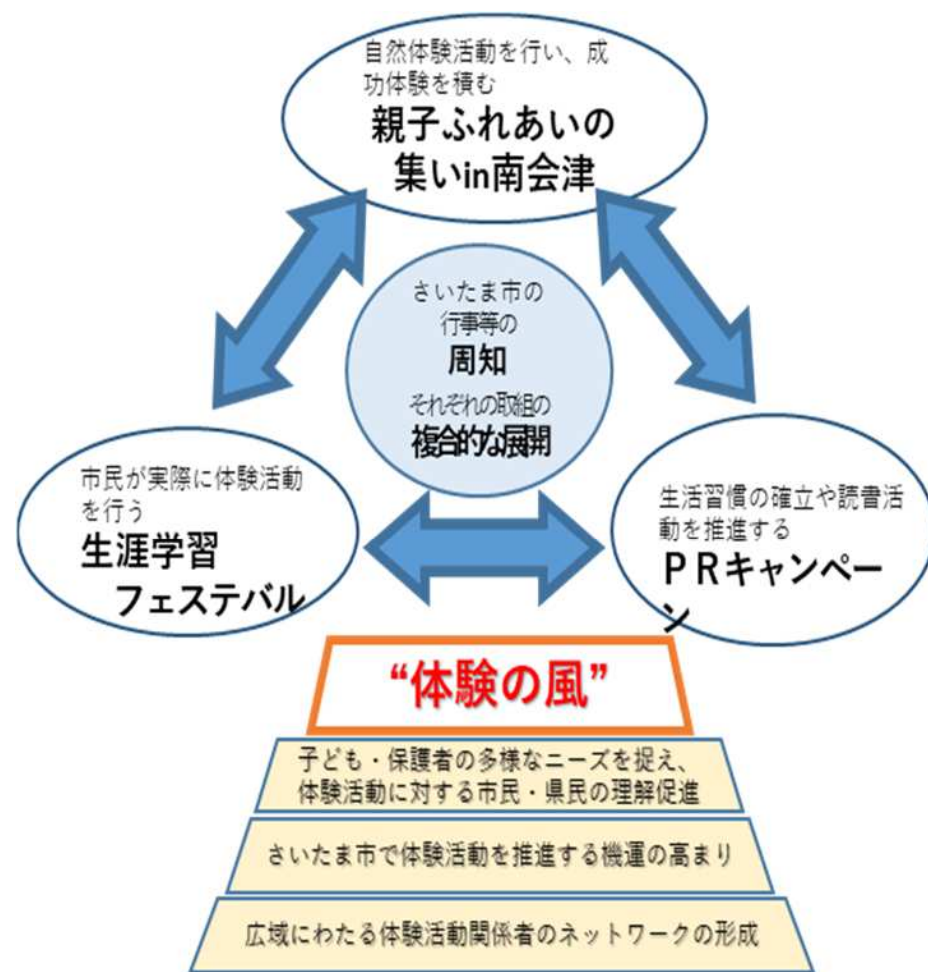 自然体験活動を行い、成
功体験を積む
親子ふれあいの
集いin南会津
さいたま市の
行事等の
周知
それぞれの取組の
複合的な展開
市民が実際に体験活動
を行う
生涯学習
フェステバル
生活習慣の確立や読書活
動を推進する
ＰＲキャンペー
ン
“体験の風”
子ども・保護者の多様なニーズを捉え、
体験活動に対する市民・県民の理解促進
さいたま市で体験活動を推進する機運の高まり
広域にわたる体験活動関係者のネットワークの形成